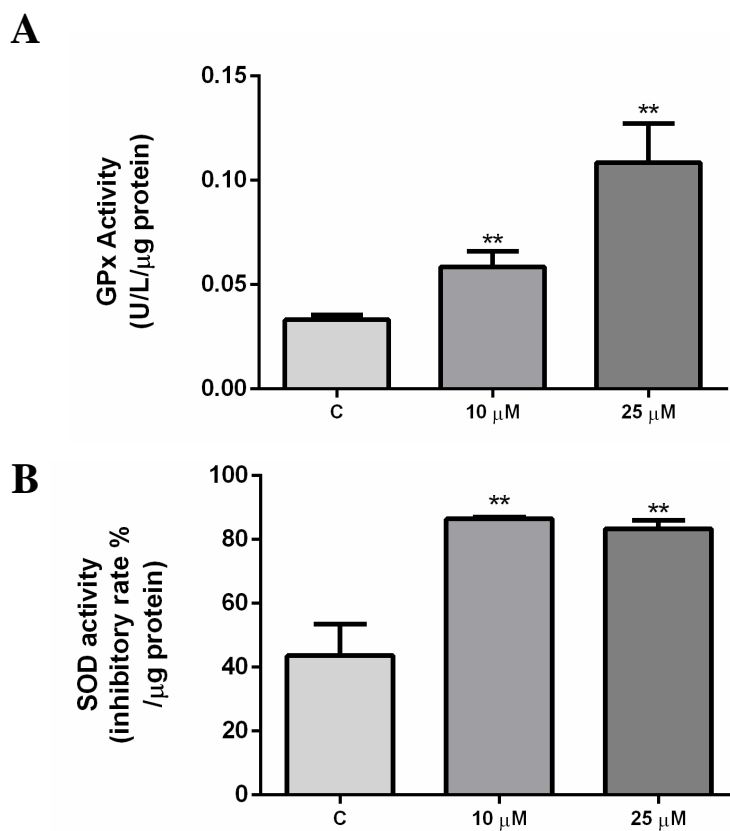 A
0.15
0.10
0.05
0.00
GPx Activity
(U/L/μg protein)
**
**
C
10 μM
25 μM
B
100
80
60
40
20
0
SOD activity
(inhibitory rate %
/μg protein)
**
**
C
10 μM
25 μM